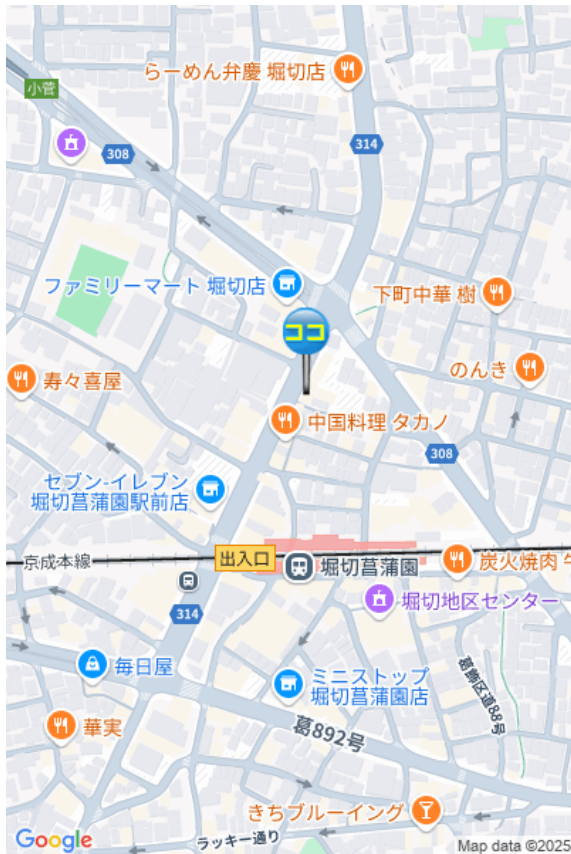 らーめん弁慶 堀切店
小菅
314
308
ファミリーマート 堀切店
下町中華 樹
ココ
のんき
寿々喜屋
中国料理 タカノ
308
セブン-イレブン
堀切菖蒲園駅前店
京成本線
出入口
堀切菖蒲園
炭火焼肉 牛
堀切地区センター
314
毎日屋
ミニストップ
堀切菖蒲園店
葛飾区道88号
華実
葛892号
きちブルーイング
Google
ラッキー通り
Map data ©2025